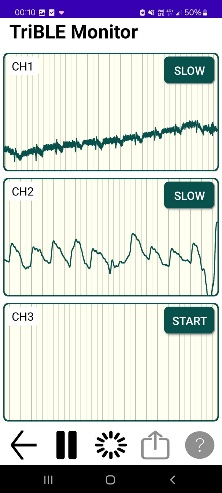 00:10
50%
TriBLE Monitor
CH1
SLOW
CH2
SLOW
CH3
START
?